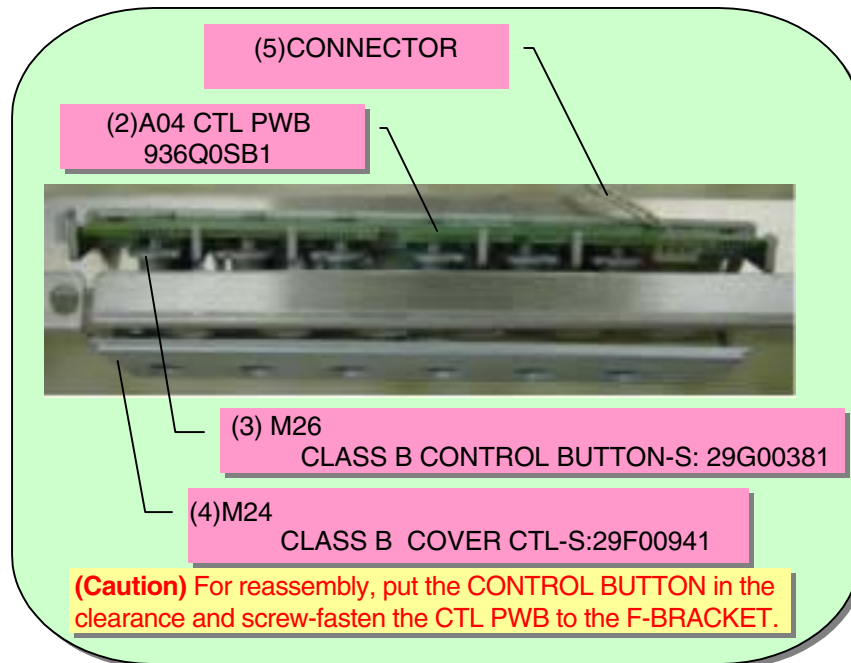 (5)CONNECTOR
(2)A04 CTL PWB
936Q0SB1
(3) M26
CLASS B CONTROL BUTTON-S: 29G00381
(4)M24
CLASS B COVER CTL-S:29F00941
(Caution) For reassembly, put the CONTROL BUTTON in the
clearance and screw-fasten the CTL PWB to the F-BRACKET.